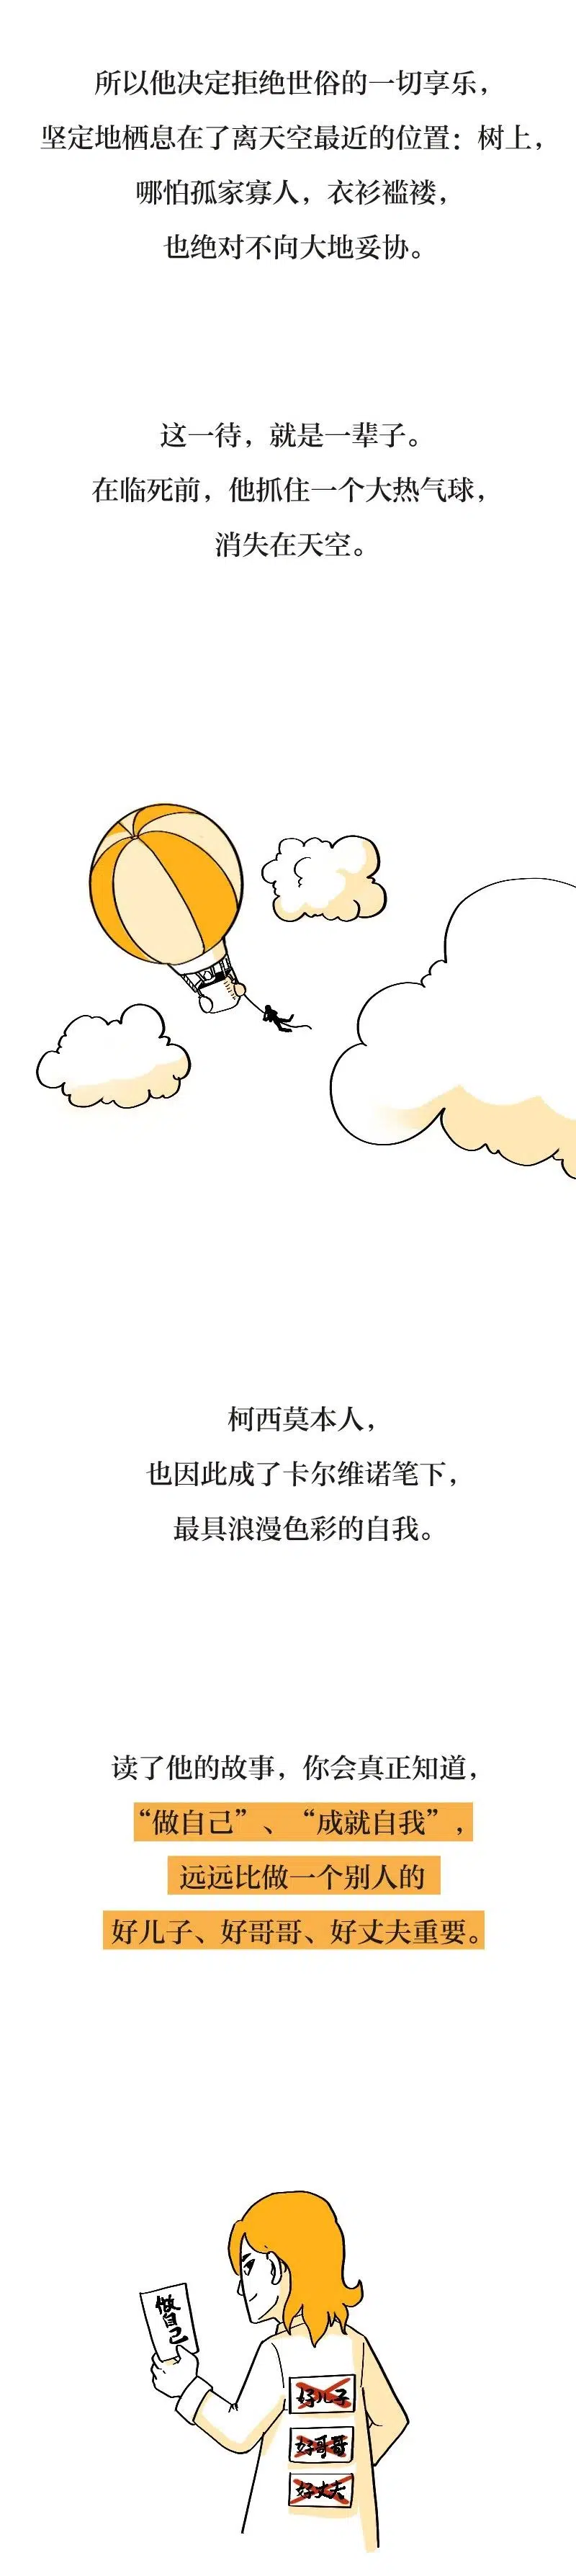 所以他决定拒绝世俗的一切享乐，
坚定地栖息在了离天空最近的位置：树上，
哪怕孤家寡人，衣衫褴褛，
也绝对不向大地妥协。
这一待，就是一辈子。
在临死前，他抓住一个大热气球，
消失在天空。
柯西莫本人，
也因此成了卡尔维诺笔下，
最具浪漫色彩的自我。
读了他的故事，你会真正知道，
“做自己”、“成就自我”，
远远比做一个别人的
好儿子、好哥哥、好丈夫重要。
做自己
好儿子
好哥哥
好丈夫